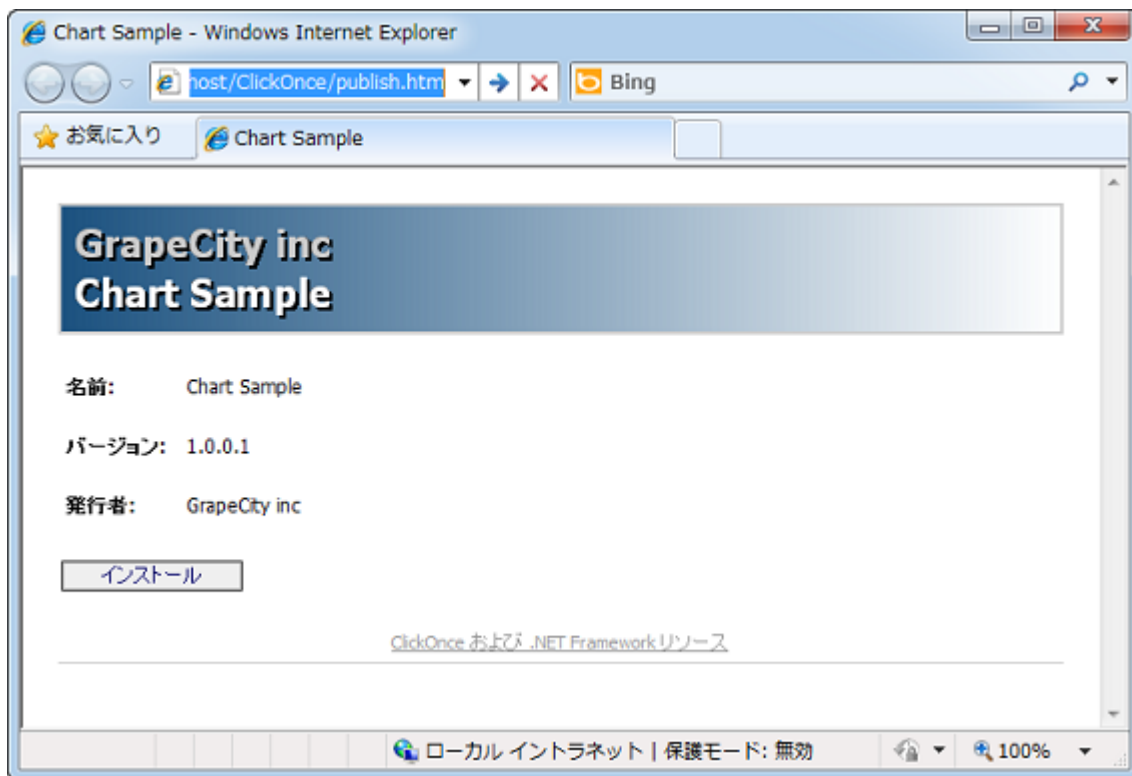 Chart Sample - Windows Internet Explorer
host/ClickOnce/publish.htm
Bing
お気に入り
Chart Sample
GrapeCity inc
Chart Sample
名前: Chart Sample
バージョン: 1.0.0.1
発行者: GrapeCity inc
インストール
ClickOnce および .NET Framework リソース
ローカル イントラネット | 保護モード: 無効
100%